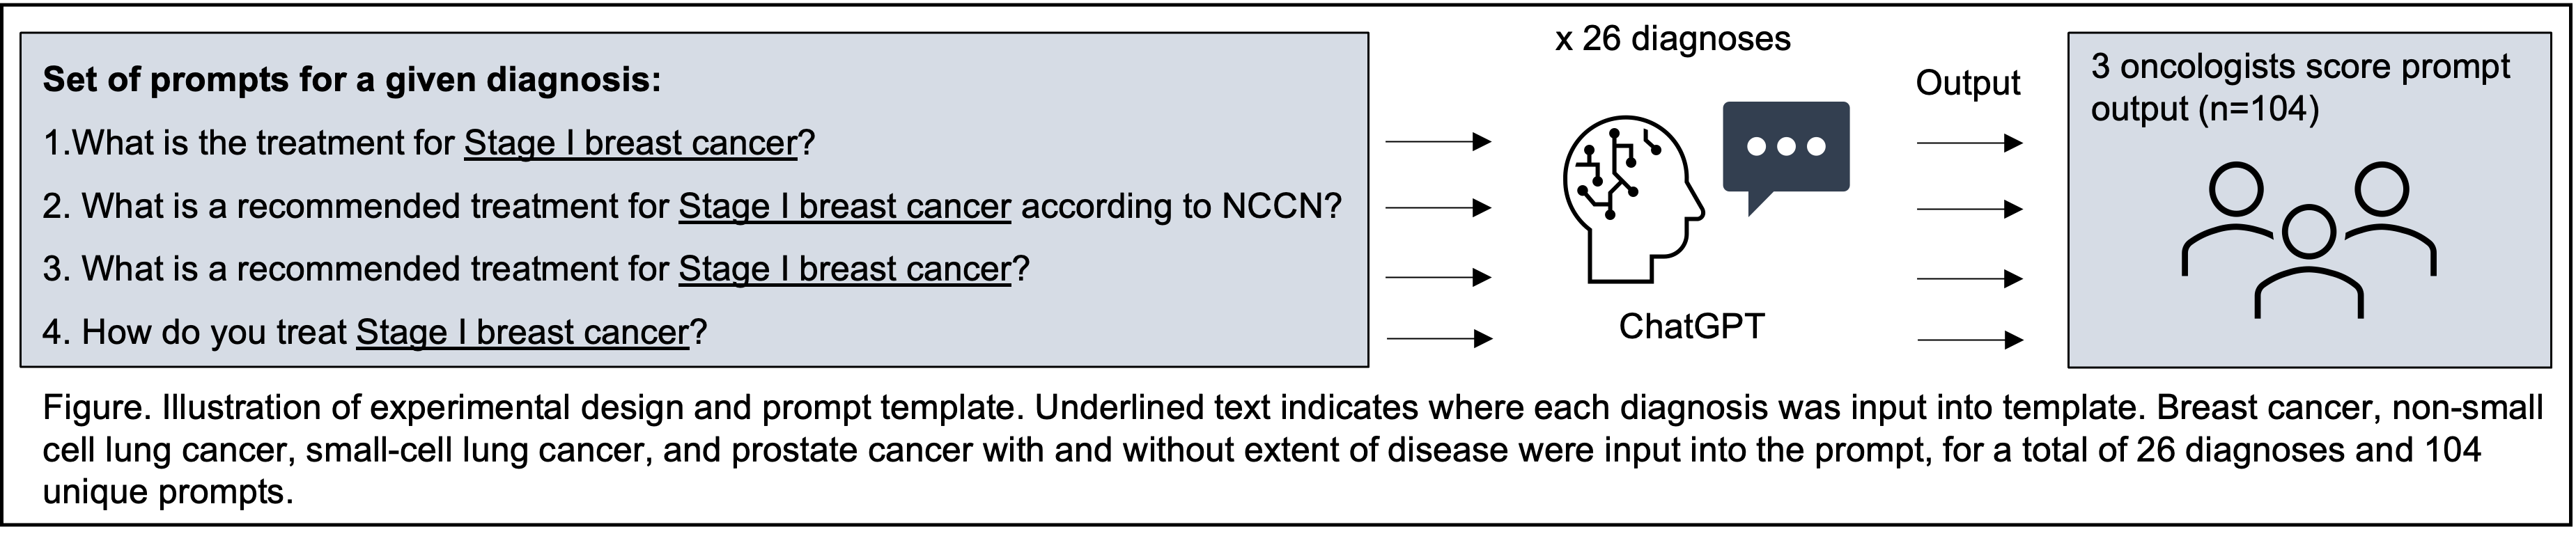 Set of prompts for a given diagnosis:
1.What is the treatment for Stage I breast cancer?
2. What is a recommended treatment for Stage I breast cancer according to NCCN?
3. What is a recommended treatment for Stage I breast cancer?
4. How do you treat Stage I breast cancer?
x 26 diagnoses
ChatGPT
Output
3 oncologists score prompt
output (n=104)
Figure. Illustration of experimental design and prompt template. Underlined text indicates where each diagnosis was input into template. Breast cancer, non-small
cell lung cancer, small-cell lung cancer, and prostate cancer with and without extent of disease were input into the prompt, for a total of 26 diagnoses and 104
unique prompts.